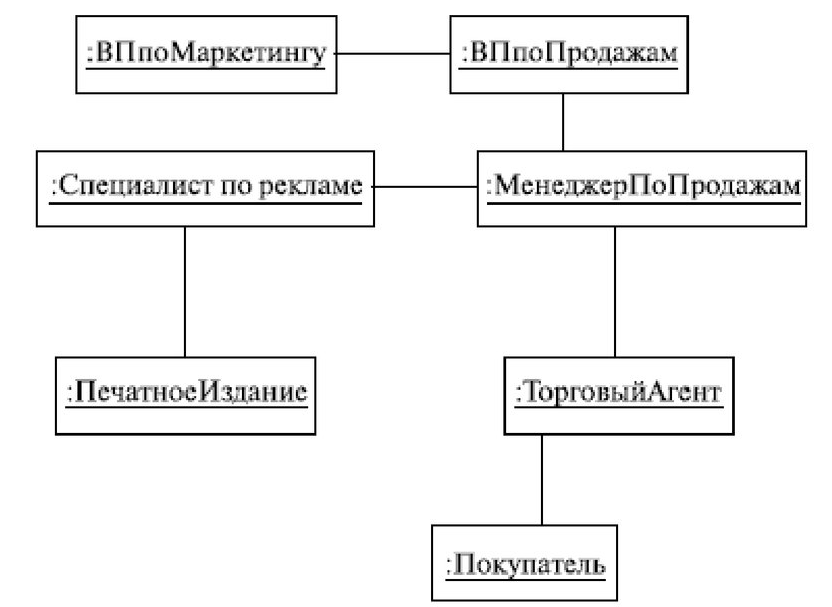 :ВПпоМаркетингу
:ВПпоПродажам
:Специалист по рекламе
:МенеджерПоПродажам
:ПечатноеИздание
:ТорговыйАгент
:Покупатель